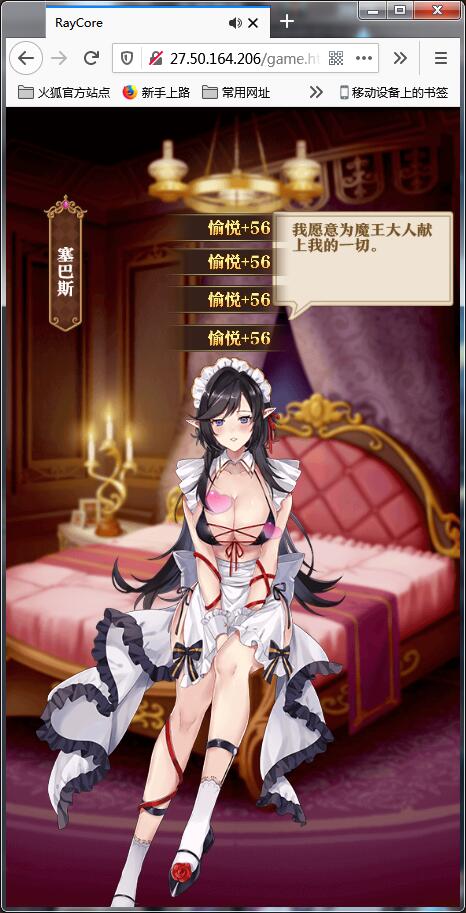 RayCore
27.50.164.206/game.h
火狐官方站点
新手上路
常用网址
移动设备上的书签
塞巴斯
愉悦+56
愉悦+56
愉悦+56
愉悦+56
我愿意为魔王大人献
上我的一切。